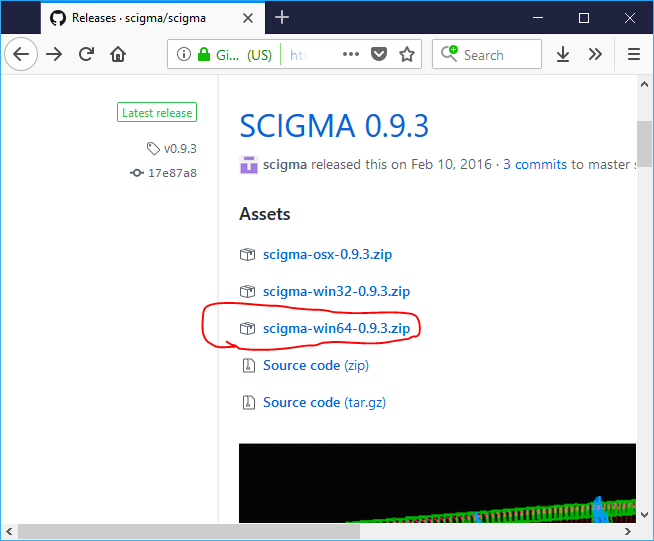 Releases · scigma/scigma
Gi… (US) htt
Search
Latest release
v0.9.3
17e87a8
SCIGMA 0.9.3
scigma released this on Feb 10, 2016 · 3 commits to master s
Assets
scigma-osx-0.9.3.zip
scigma-win32-0.9.3.zip
scigma-win64-0.9.3.zip
Source code (zip)
Source code (tar.gz)